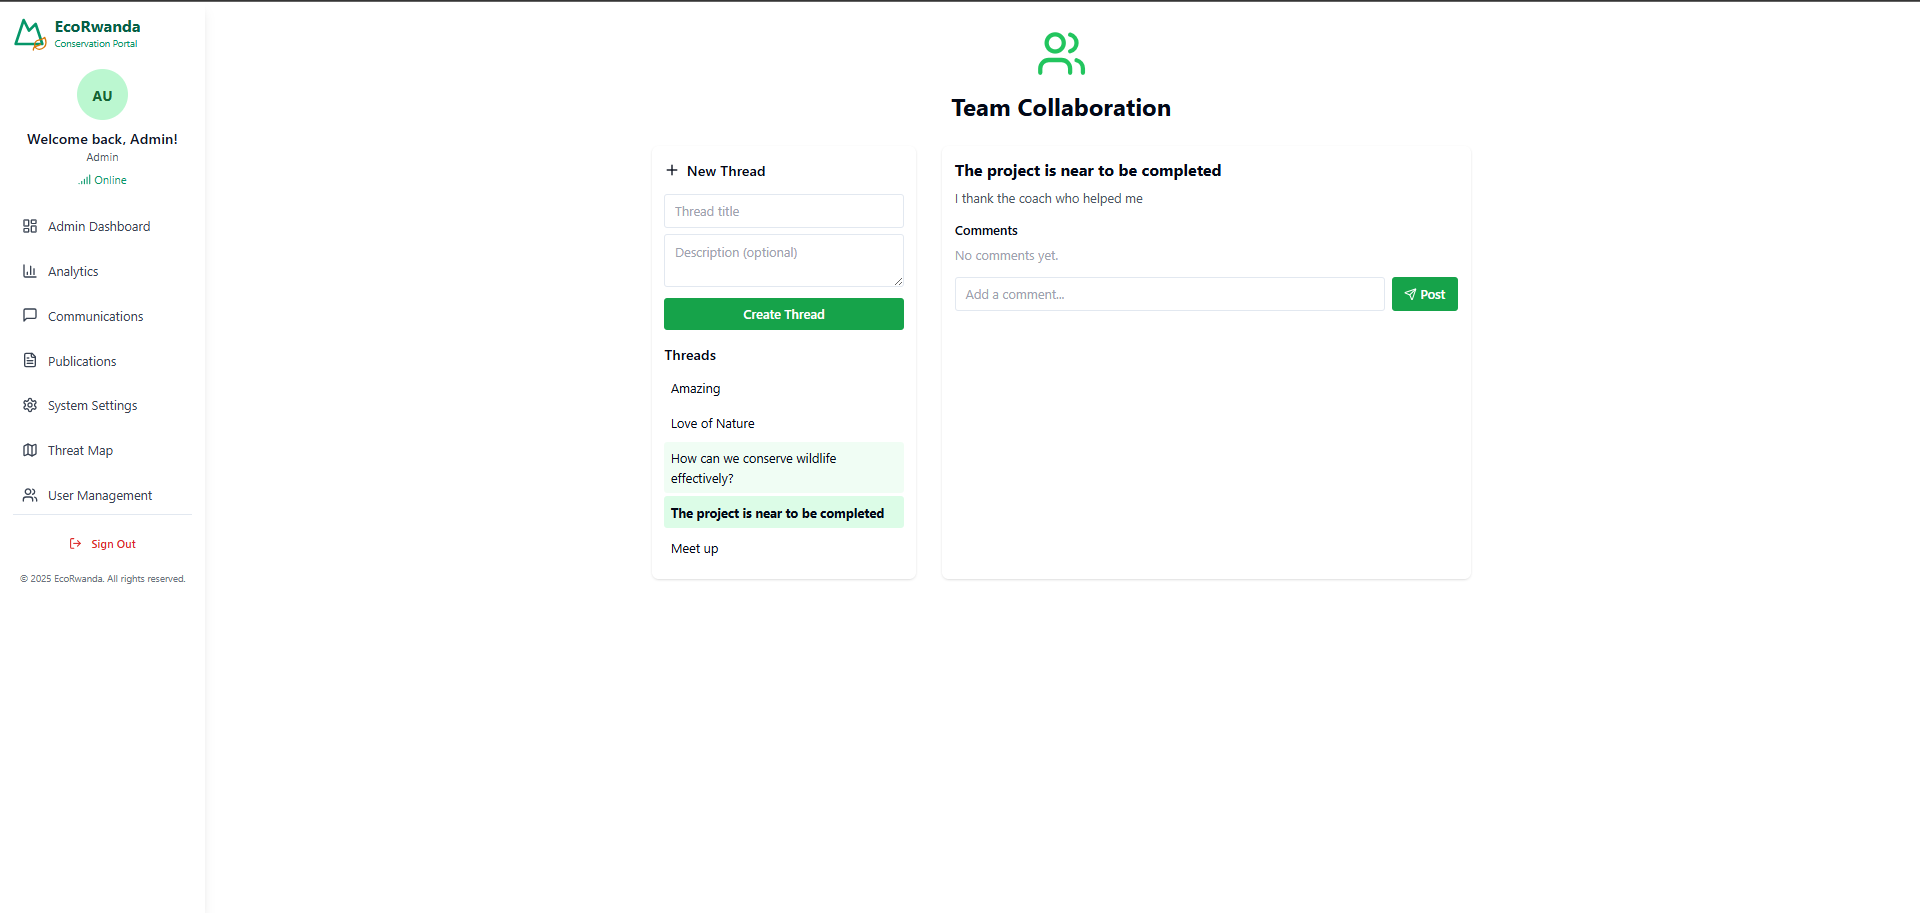 EcoRwanda
Conservation Portal
AU
Welcome back, Admin!
Admin
Online
Admin Dashboard
Analytics
Communications
Publications
System Settings
Threat Map
User Management
Sign Out
© 2025 EcoRwanda. All rights reserved.
Team Collaboration
New Thread
Thread title
Description (optional)
Create Thread
Threads
Amazing
Love of Nature
How can we conserve wildlife
effectively?
The project is near to be completed
Meet up
The project is near to be completed
I thank the coach who helped me
Comments
No comments yet.
Add a comment...
Post